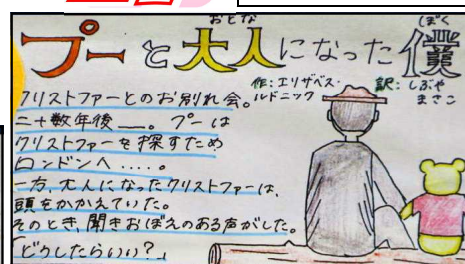 おとな
ぼく
プーと大人になった僕
作:エリザベス・ルドニック
訳:しぶやまさこ
クリストファーとのお別れ会。
二十数年後__。プーは
クリストファーを探すため
ロンドンへ.....。
一方、大人になったクリストファーは、
頭をかかえていた。
そのとき、聞きおぼえのある声がした。
「どうしたらいい?」